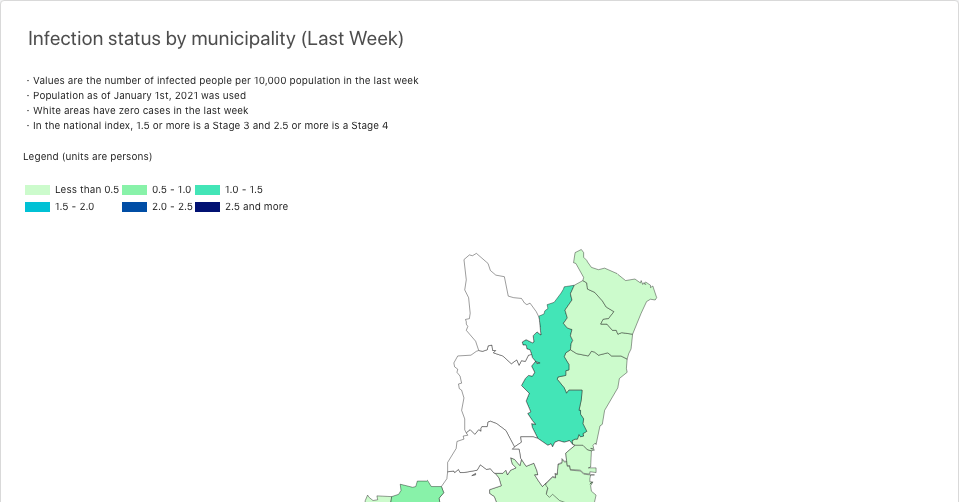 Infection status by municipality (Last Week)
· Values are the number of infected people per 10,000 population in the last week
· Population as of January 1st, 2021 was used
· White areas have zero cases in the last week
· In the national index, 1.5 or more is a Stage 3 and 2.5 or more is a Stage 4
Legend (units are persons)
Less than 0.5 0.5 - 1.0 1.0 - 1.5
1.5 - 2.0 2.0 - 2.5 2.5 and more